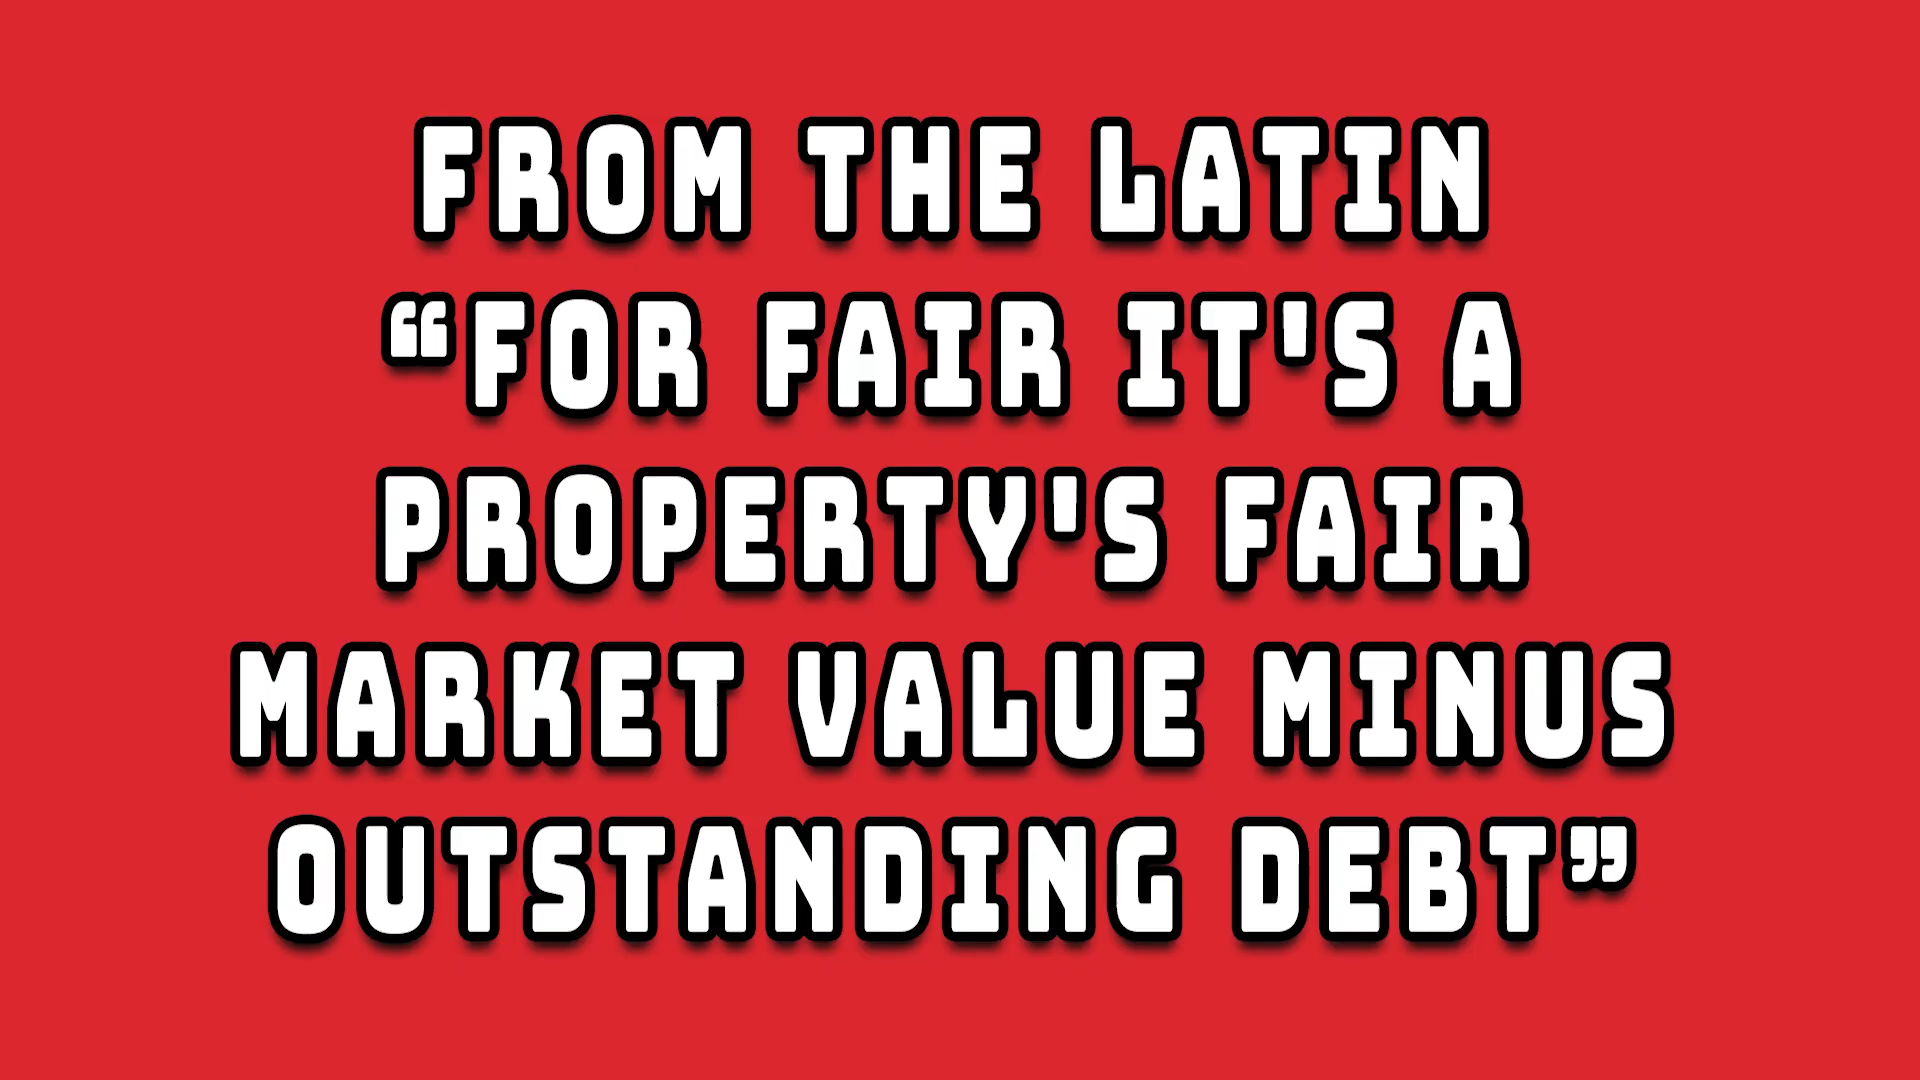 FROM THE LATIN
“FOR FAIR IT'S A
PROPERTY'S FAIR
MARKET VALUE MINUS
OUTSTANDING DEBT”